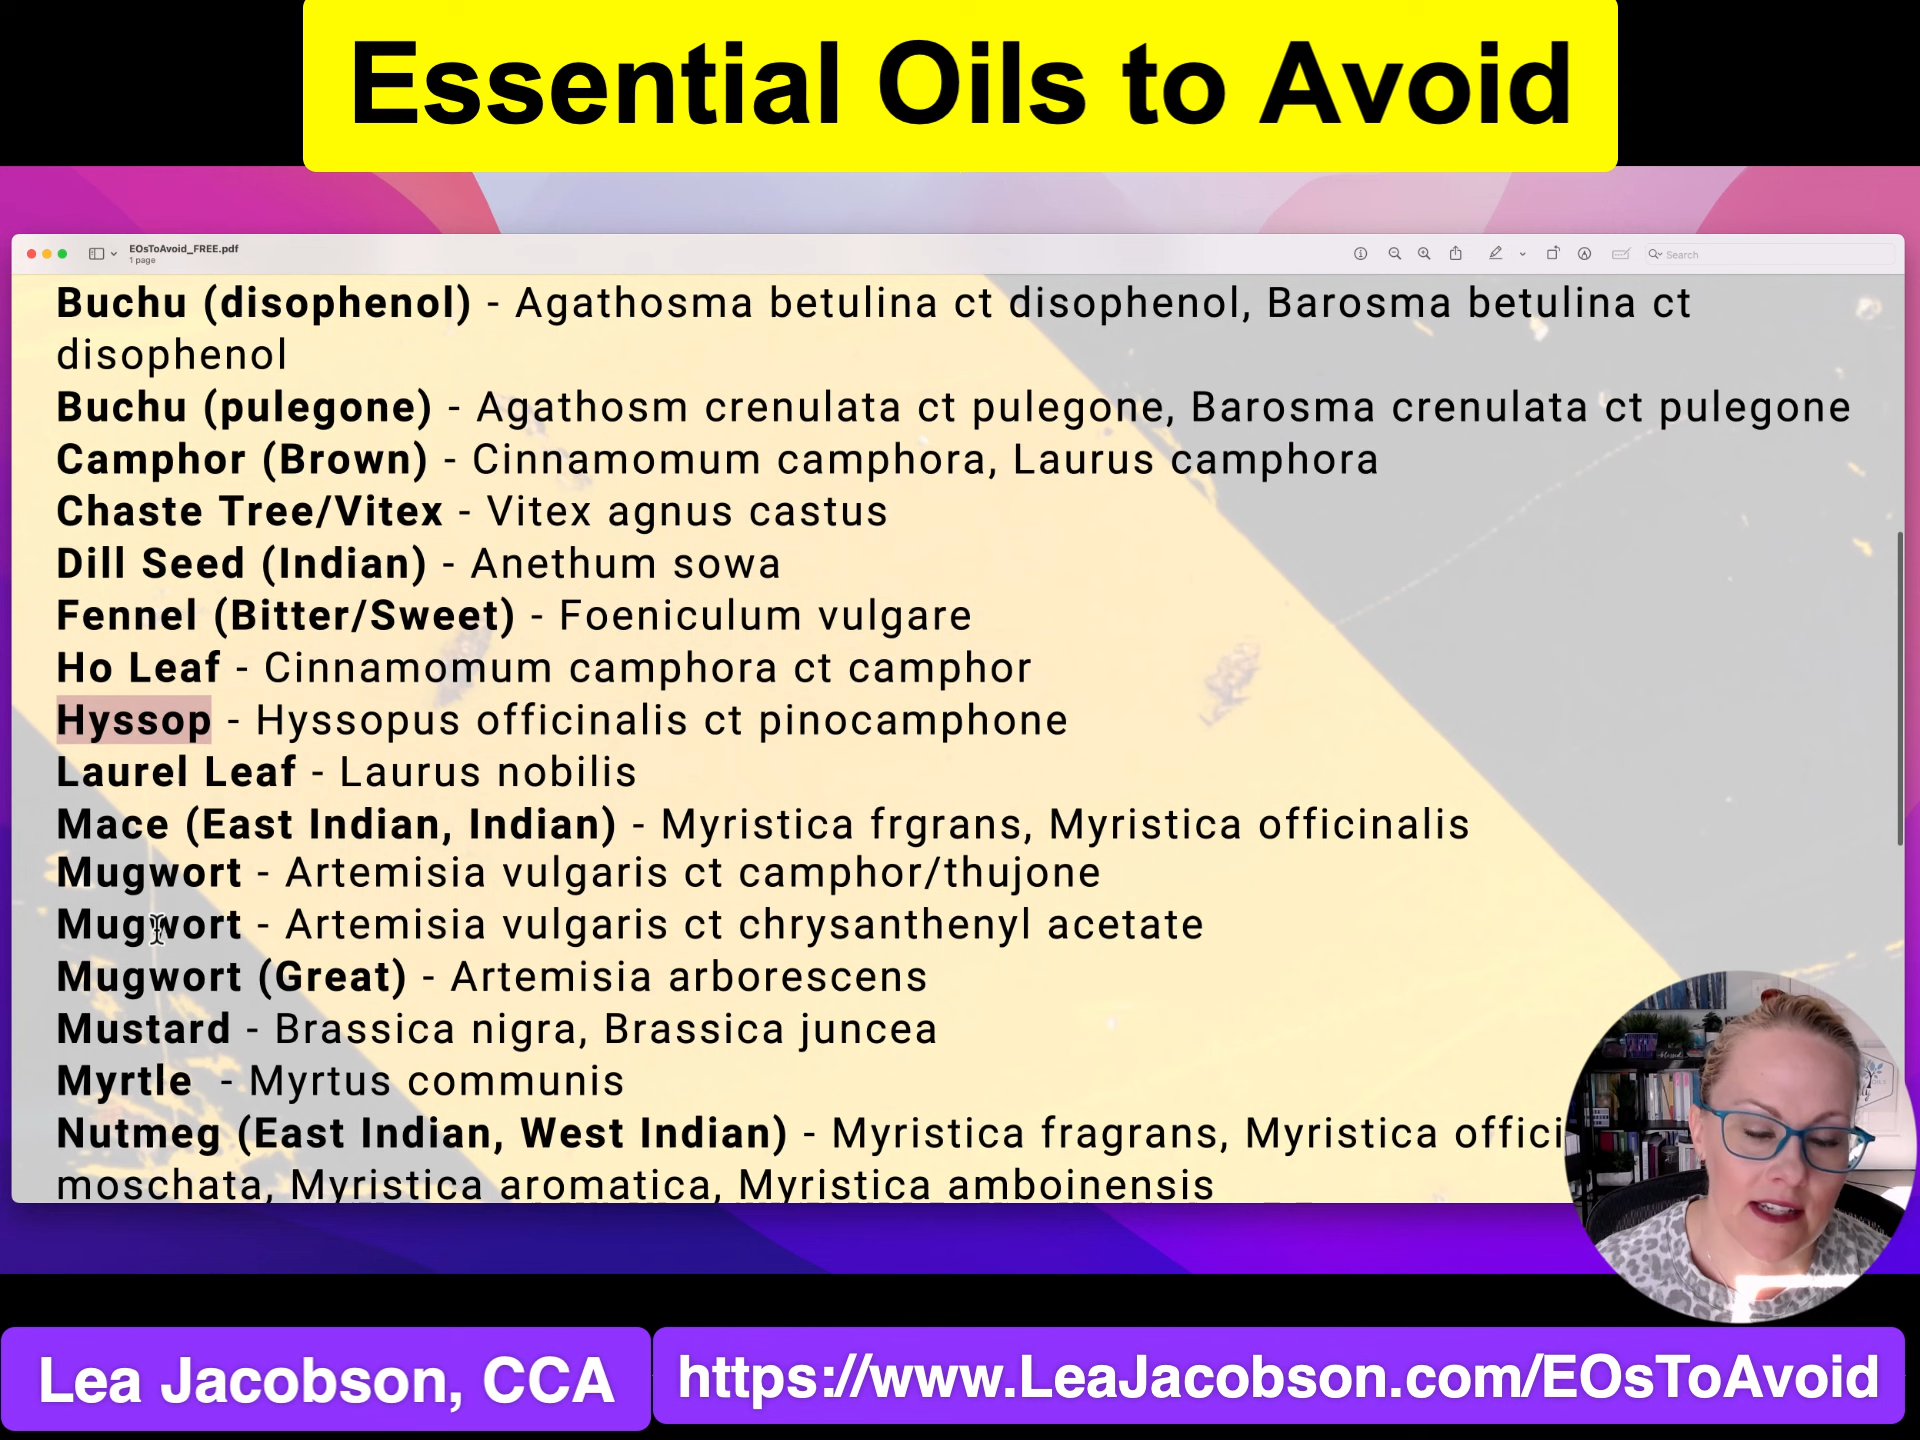 Essential Oils to Avoid
EOsToAvoid_FREE.pdf
1 page
Search
Buchu (disophenol) - Agathosma betulina ct disophenol, Barosma betulina ct
disophenol
Buchu (pulegone) - Agathosm crenulata ct pulegone, Barosma crenulata ct pulegone
Camphor (Brown) - Cinnamomum camphora, Laurus camphora
Chaste Tree/Vitex - Vitex agnus castus
Dill Seed (Indian) - Anethum sowa
Fennel (Bitter/Sweet) - Foeniculum vulgare
Ho Leaf - Cinnamomum camphora ct camphor
Hyssop - Hyssopus officinalis ct pinocamphone
Laurel Leaf - Laurus nobilis
Mace (East Indian, Indian) - Myristica frgrans, Myristica officinalis
Mugwort - Artemisia vulgaris ct camphor/thujone
Mugwort - Artemisia vulgaris ct chrysanthenyl acetate
Mugwort (Great) - Artemisia arborescens
Mustard - Brassica nigra, Brassica juncea
Myrtle - Myrtus communis
Nutmeg (East Indian, West Indian) - Myristica fragrans, Myristica offici
moschata, Myristica aromatica, Myristica amboinensis
Lea Jacobson, CCA
https://www.LeaJacobson.com/EOsToAvoid